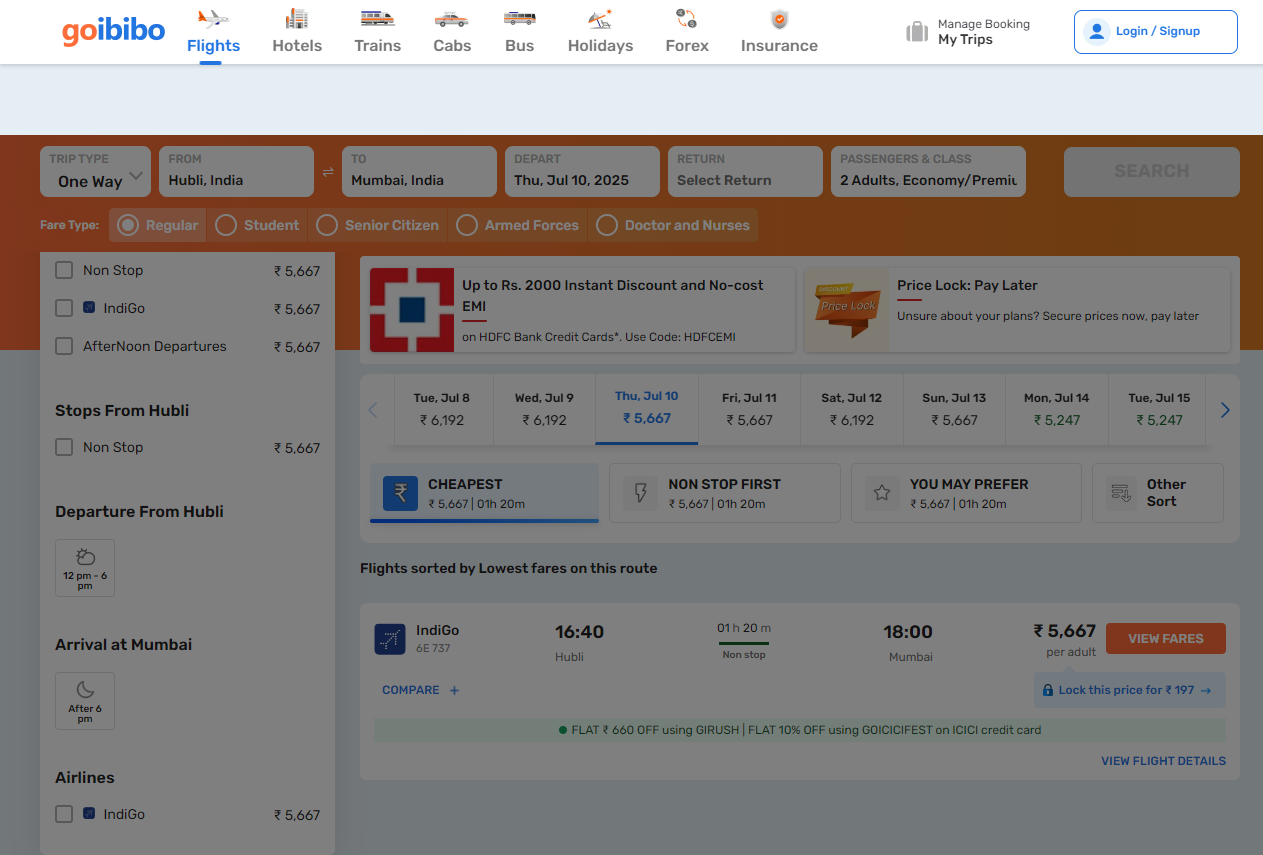 goibibo
Flights
Hotels
Trains
Cabs
Bus
Holidays
Forex
Insurance
Manage Booking
My Trips
Login / Signup
TRIP TYPE
One Way
FROM
Hubli, India
TO
Mumbai, India
DEPART
Thu, Jul 10, 2025
RETURN
Select Return
PASSENGERS & CLASS
2 Adults, Economy/Premiu
SEARCH
Fare Type:
Regular
Student
Senior Citizen
Armed Forces
Doctor and Nurses
Non Stop ₹ 5,667
IndiGo ₹ 5,667
AfterNoon Departures ₹ 5,667
Stops From Hubli
Non Stop ₹ 5,667
Departure From Hubli
12 pm - 6
pm
Arrival at Mumbai
After 6
pm
Airlines
IndiGo ₹ 5,667
Up to Rs. 2000 Instant Discount and No-cost
EMI
on HDFC Bank Credit Cards*. Use Code: HDFCEMI
DISCOUNT
Price Lock
Price Lock: Pay Later
Unsure about your plans? Secure prices now, pay later
Tue, Jul 8
₹ 6,192
Wed, Jul 9
₹ 6,192
Thu, Jul 10
₹ 5,667
Fri, Jul 11
₹ 5,667
Sat, Jul 12
₹ 6,192
Sun, Jul 13
₹ 5,667
Mon, Jul 14
₹ 5,247
Tue, Jul 15
₹ 5,247
CHEAPEST
₹ 5,667 | 01h 20m
NON STOP FIRST
₹ 5,667 | 01h 20m
YOU MAY PREFER
₹ 5,667 | 01h 20m
Other
Sort
Flights sorted by Lowest fares on this route
IndiGo
6E 737
16:40
Hubli
01 h 20 m
Non stop
18:00
Mumbai
₹ 5,667
per adult
VIEW FARES
COMPARE +
Lock this price for ₹ 197 →
FLAT ₹ 660 OFF using GIRUSH | FLAT 10% OFF using GOICICIFEST on ICICI credit card
VIEW FLIGHT DETAILS